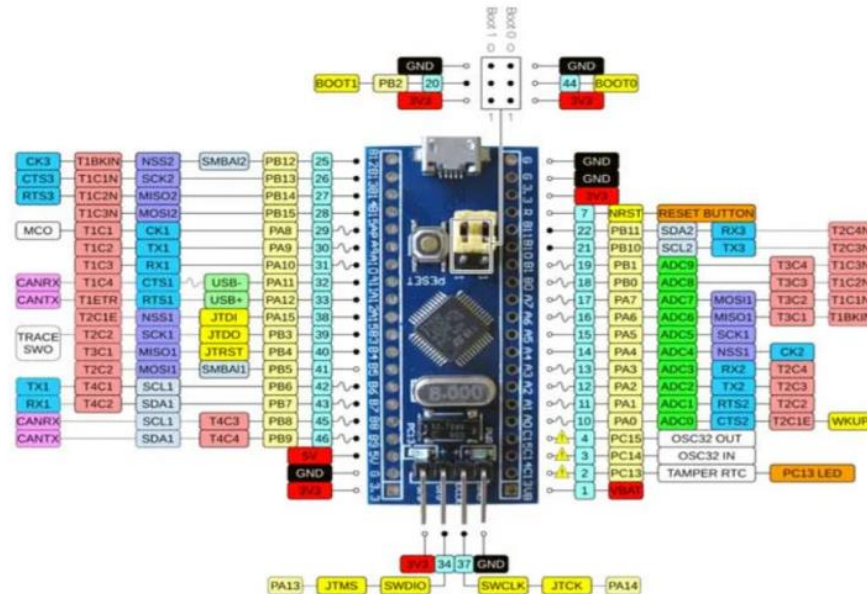 Boot 1 Boot 0
GND GND
BOOT1 PB2 20 44 BOOT0
3V3 3V3
CK3 T1BKIN NSS2 SMBAI2 PB12 25 GND
CTS3 T1C1N SCK2 PB13 26 GND
RTS3 T1C2N MISO2 PB14 27 3V3
T1C3N MOSI2 PB15 28 7 NRST RESET BUTTON
MCO T1C1 CK1 PA8 29 22 PB11 SDA2 RX3 T2C4N
T1C2 TX1 PA9 30 21 PB10 SCL2 TX3
T1C3 RX1 PA10 31 19 PB1 ADC9 T3C4 T1C3N
CANRX T1C4 CTS1 USB- PA11 32 18 PB0 ADC8 T3C3 T1C2N
CANTX T1ETR RTS1 USB+ PA12 33 17 PA7 ADC7 MOSI1 T3C2 T1C1N
T2C1E NSS1 JTDI PA15 38 16 PA6 ADC6 MISO1 T3C1 T1BKIN
TRACE SWO T2C2 SCK1 JTDO PB3 39 15 PA5 ADC5 SCK1
T3C1 MISO1 JTRST PB4 40 14 PA4 ADC4 NSS1 CK2
T2C2 MOSI1 SMBAI1 PB5 41 13 PA3 ADC3 RX2 T2C4
TX1 T4C1 SCL1 PB6 42 12 PA2 ADC2 TX2 T2C3
RX1 T4C2 SDA1 PB7 43 11 PA1 ADC1 RTS2 T2C2
CANRX SCL1 T4C3 PB8 45 10 PA0 ADC0 CTS2 T2C1E WKUP
CANTX SDA1 T4C4 PB9 46 4 PC15 OSC32 OUT
5V 3 PC14 OSC32 IN
GND 2 PC13 TAMPER RTC PC13 LED
3V3 1 VBAT
RESET
8.000
3V3 34 37 GND
PA13 JTMS SWDIO SWCLK JTCK PA14